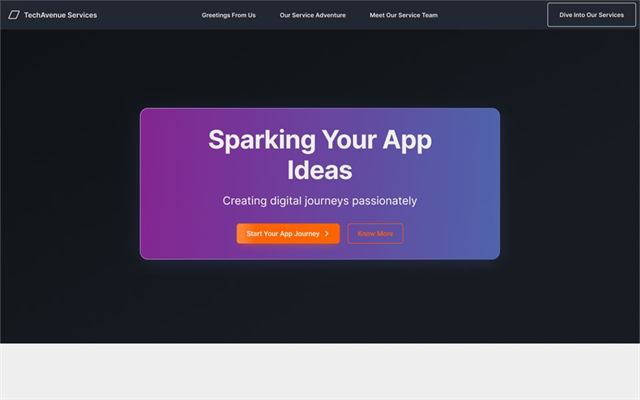 TechAvenue Services
Greetings From Us
Our Service Adventure
Meet Our Service Team
Dive Into Our Services
Sparking Your App
Ideas
Creating digital journeys passionately
Start Your App Journey
Know More